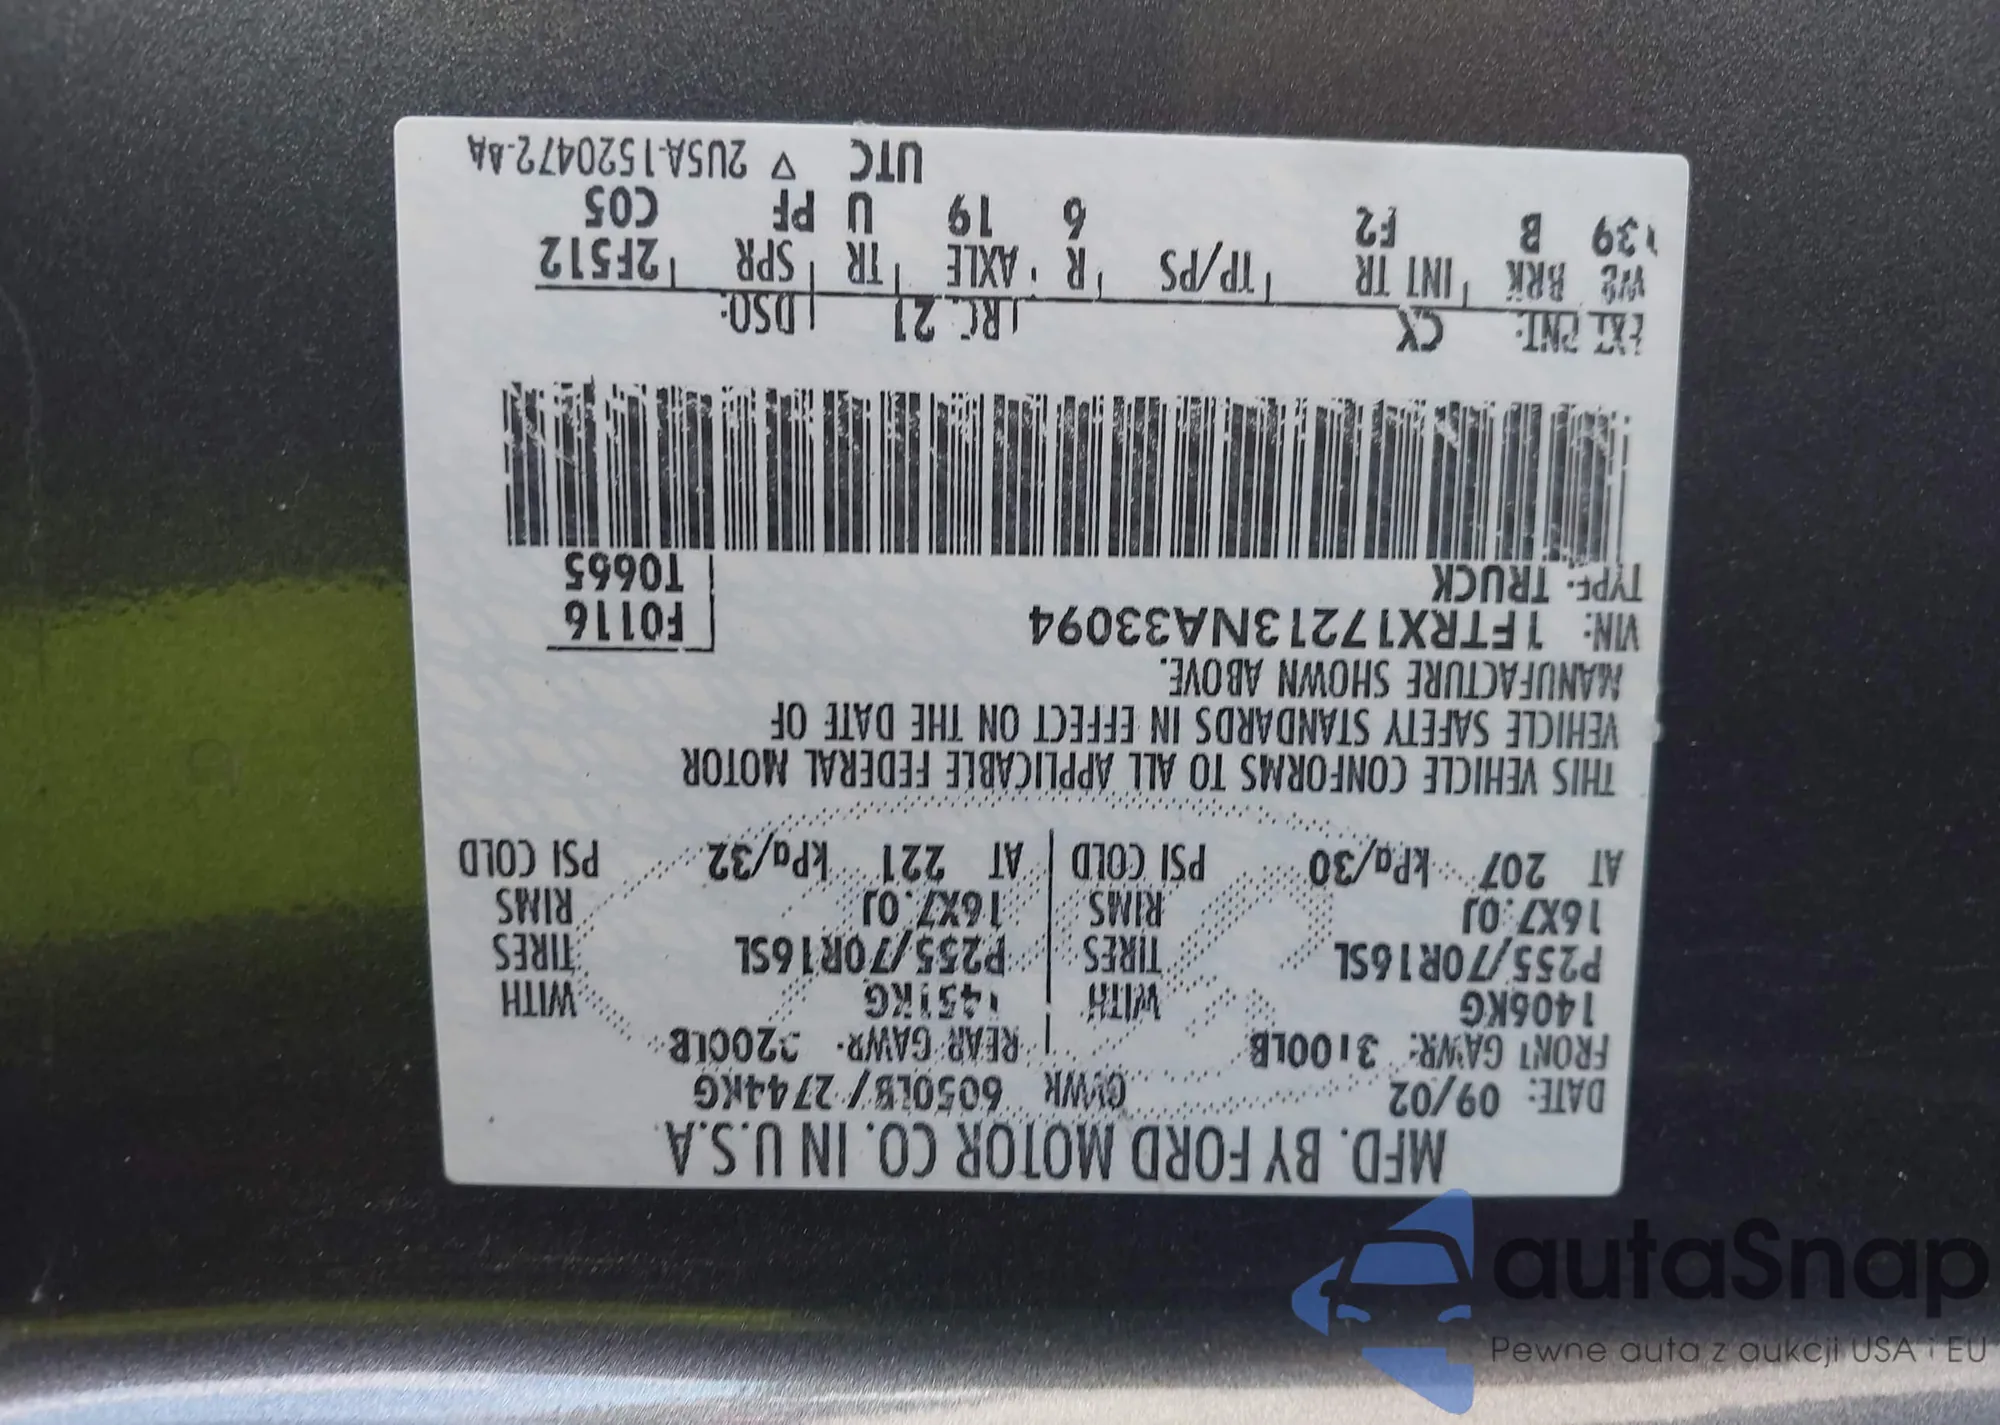 MFD. BY FORD MOTOR CO. IN U.S.A.
DATE: 09/02 GVWR 6050LB/ 2744KG
FRONT GAWR: 3100LB REAR GAWR: 3200LB
1406KG WITH 1451KG WITH
P255/70R16SL TIRES P255/70R16SL TIRES
16X7.0J RIMS 16X7.0J RIMS
AT 207 kPa/30 PSI COLD AT 221 kPa/32 PSI COLD
THIS VEHICLE CONFORMS TO ALL APPLICABLE FEDERAL MOTOR
VEHICLE SAFETY STANDARDS IN EFFECT ON THE DATE OF
MANUFACTURE SHOWN ABOVE.
VIN: 1FTRX17213NA33094 F0116
TYPE: TRUCK T0665
EXT PNT: CX RC: 21 DSO:
WB BRK INT TR TP/PS R AXLE TR SPR 2F512
139 B F2 6 19 U PF C05
UTC ▽ 2U5A-1520472-AA
autaSnap
Pewne auta z aukcji USA i EU